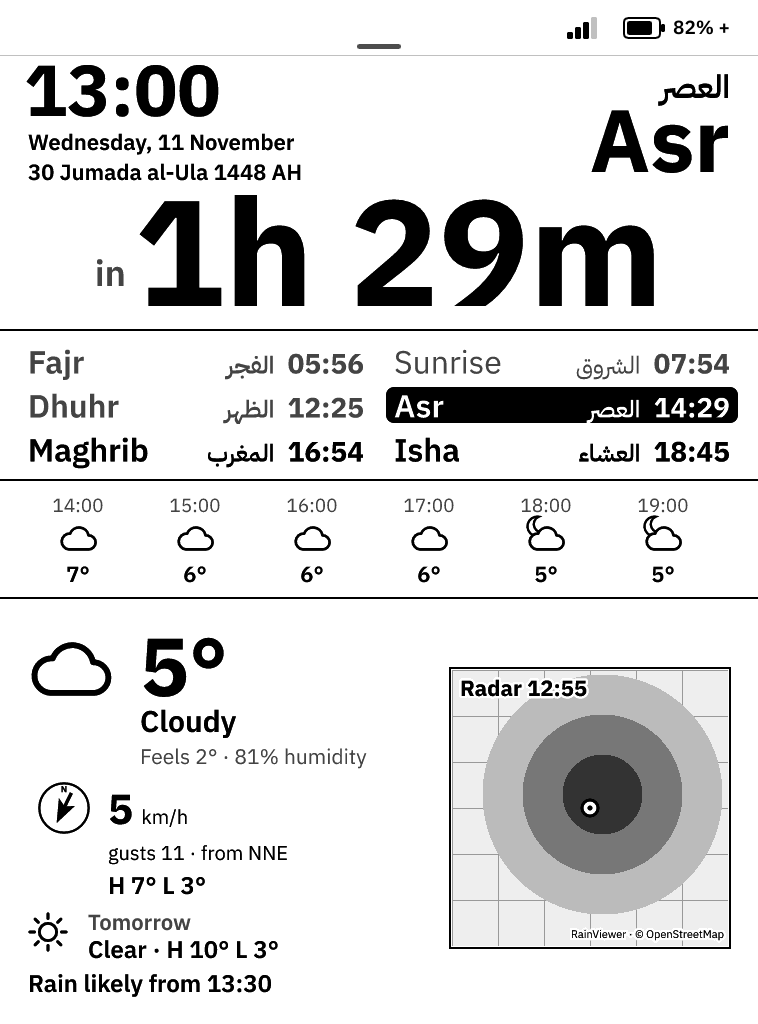 82% +
13:00
العصر
Asr
Wednesday, 11 November
30 Jumada al-Ula 1448 AH
in 1h 29m
Fajr الفجر 05:56 Sunrise الشروق 07:54
Dhuhr الظهر 12:25 Asr العصر 14:29
Maghrib المغرب 16:54 Isha العشاء 18:45
14:00 15:00 16:00 17:00 18:00 19:00
7° 6° 6° 6° 5° 5°
5°
Cloudy
Feels 2° · 81% humidity
N
5 km/h
gusts 11 · from NNE
H 7° L 3°
Tomorrow
Clear · H 10° L 3°
Rain likely from 13:30
Radar 12:55
RainViewer · © OpenStreetMap